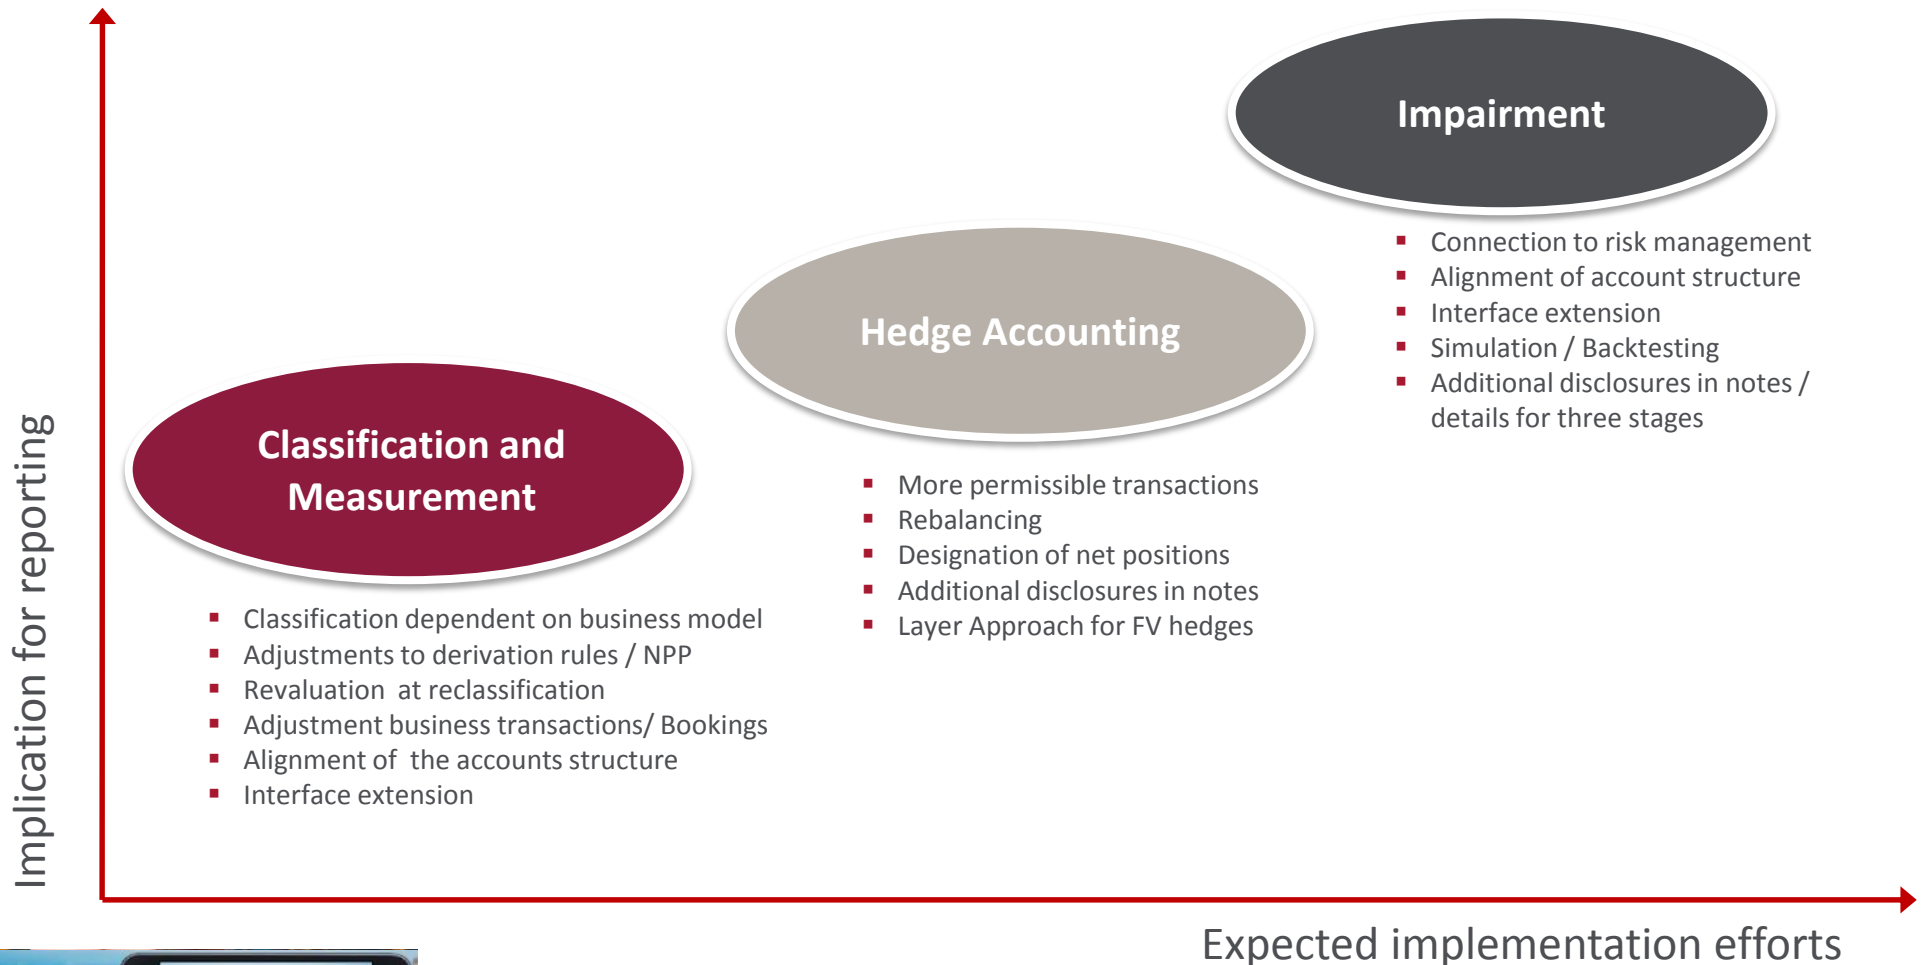 Implication for reporting
Impairment
▪ Connection to risk management
▪ Alignment of account structure
▪ Interface extension
▪ Simulation / Backtesting
▪ Additional disclosures in notes /
details for three stages
Hedge Accounting
▪ More permissible transactions
▪ Rebalancing
▪ Designation of net positions
▪ Additional disclosures in notes
▪ Layer Approach for FV hedges
Classification and
Measurement
▪ Classification dependent on business model
▪ Adjustments to derivation rules / NPP
▪ Revaluation at reclassification
▪ Adjustment business transactions/ Bookings
▪ Alignment of the accounts structure
▪ Interface extension
Expected implementation efforts